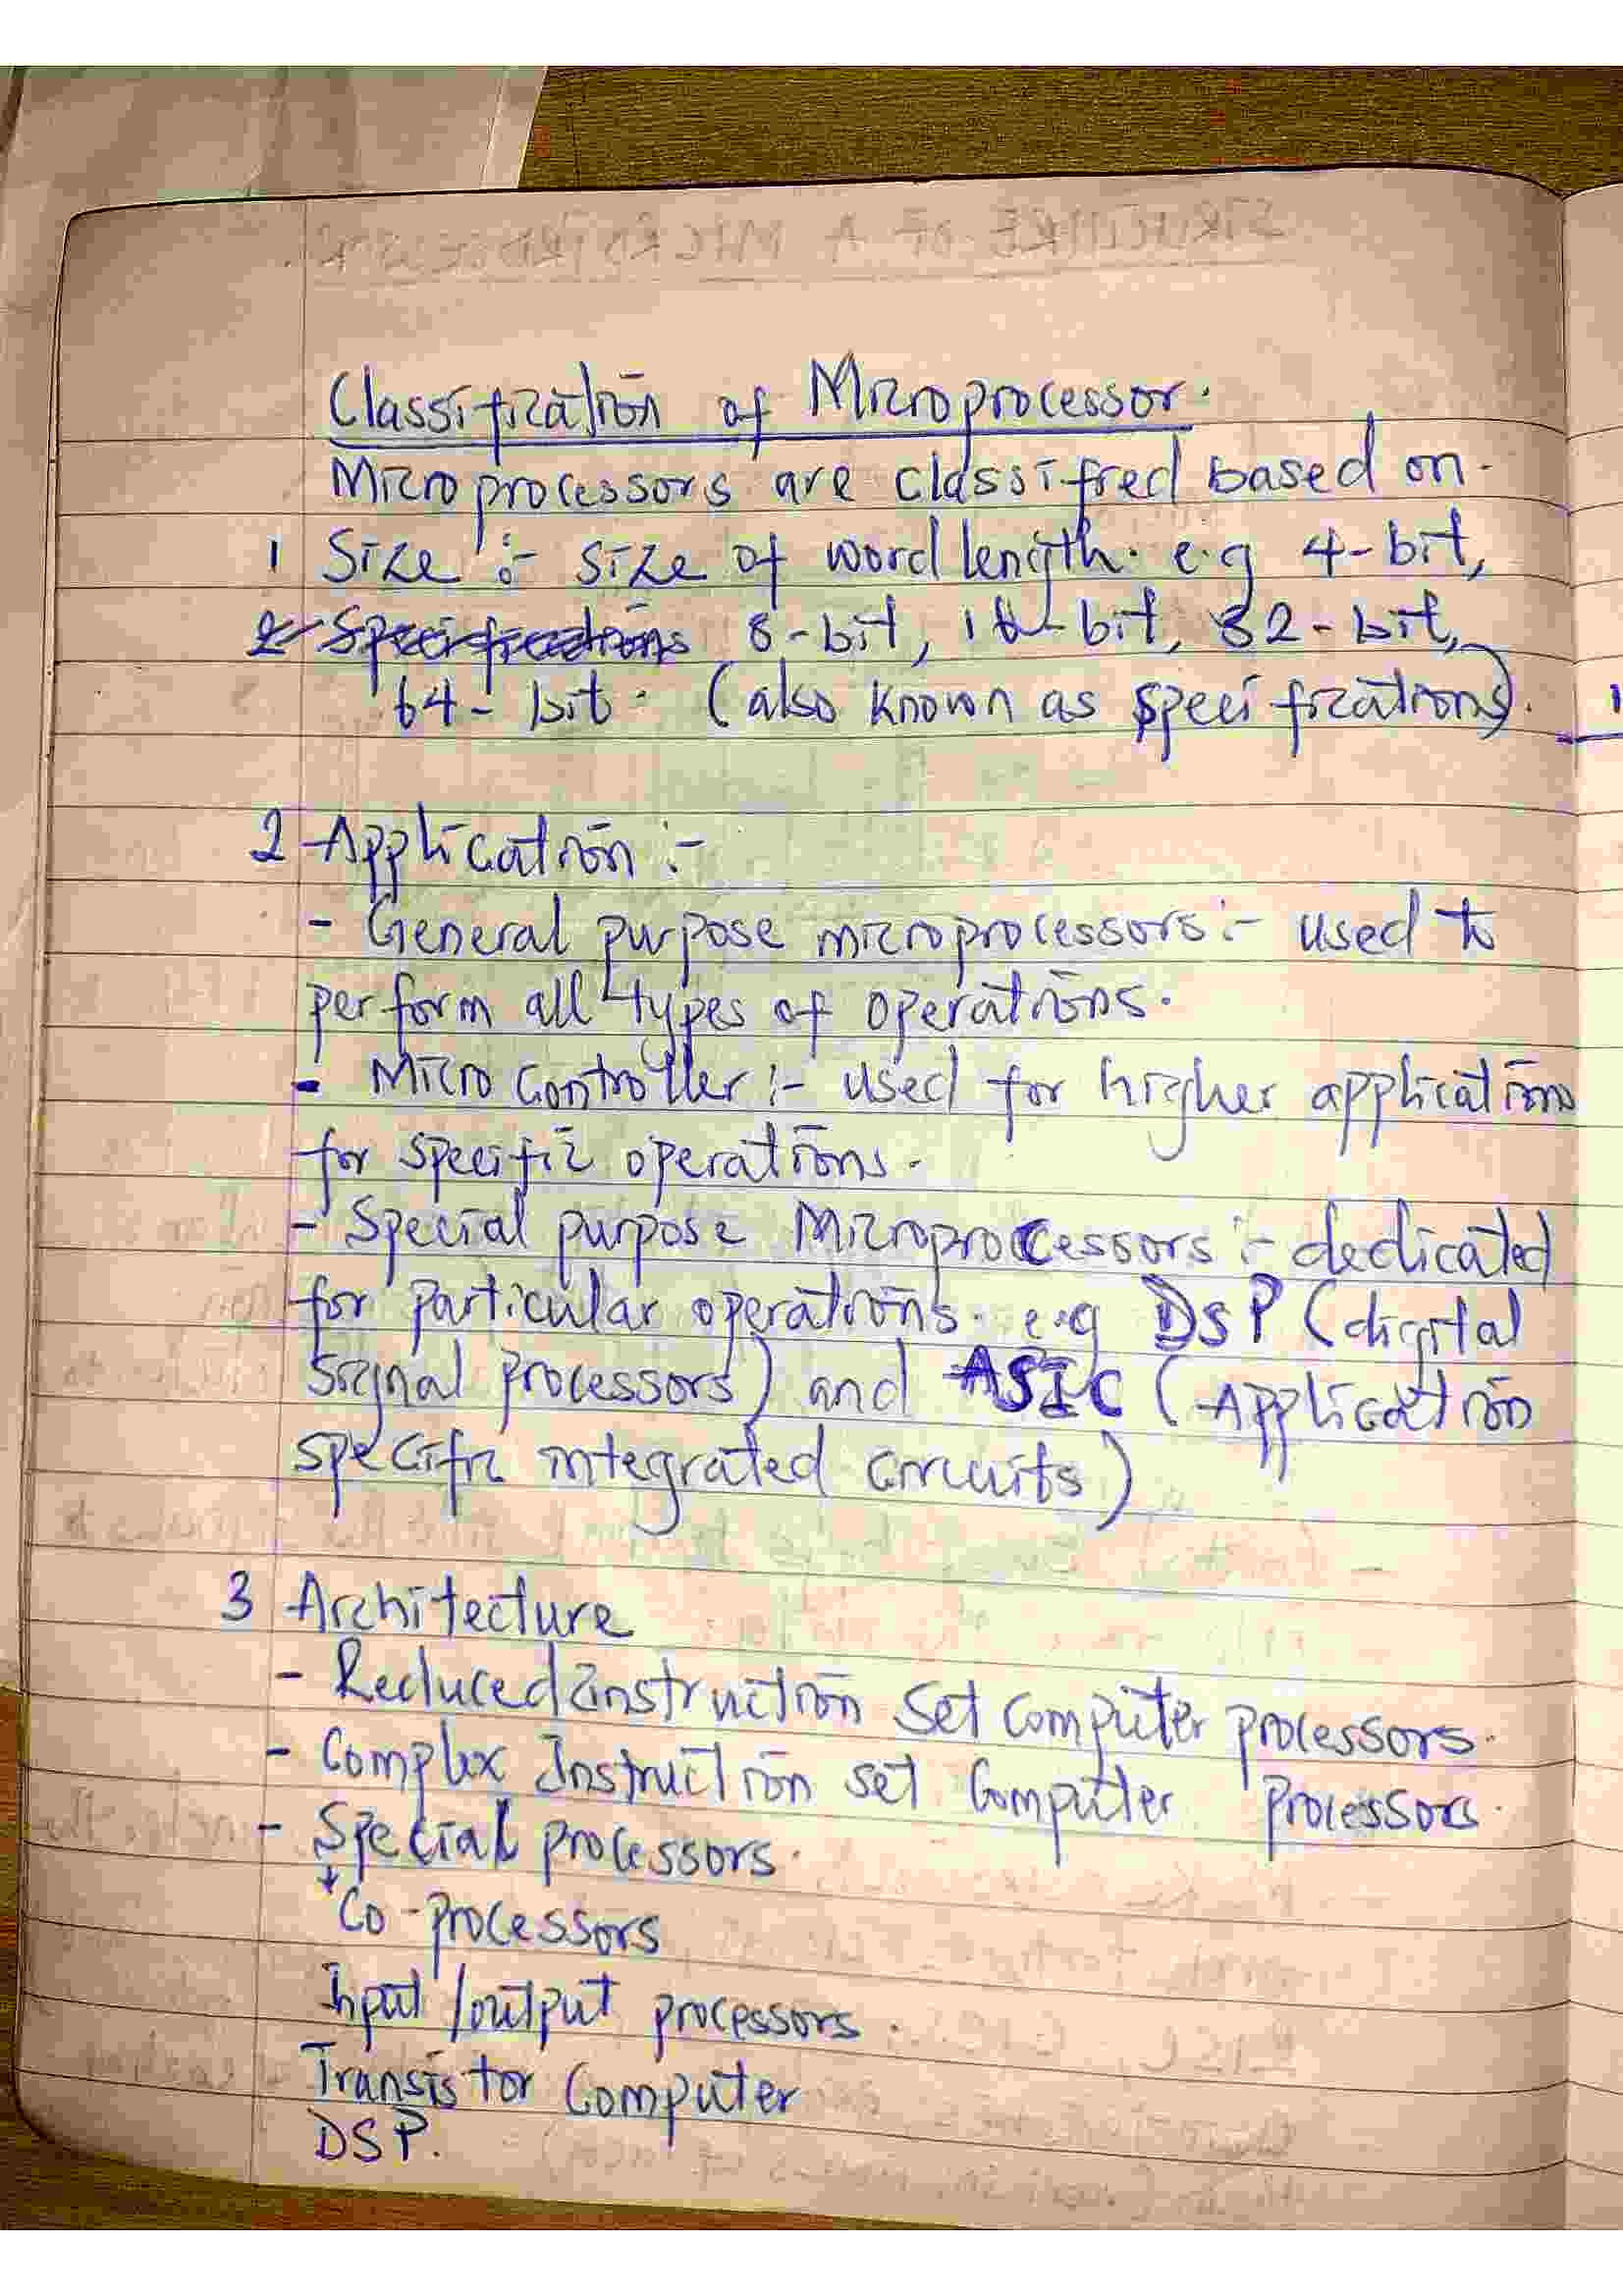 Classification of Microprocessor.
Microprocessors are classified based on.
1 Size :- size of word length. e.g 4-bit,
2 Specifications 8-bit, 16-bit, 32-bit,
64-bit. (also known as specifications).
2 Application :-
- General purpose microprocessors :- used to
perform all types of operations.
- Micro controller :- used for higher application
for specific operations.
- Special purpose Microprocessors :- dedicated
for particular operations. e.g DSP (digital
signal processors) and ASIC (Application
specific integrated circuits)
3 Architecture
- Reduced instruction set computer processors.
- Complex Instruction set Computer processors.
- Special processors.
Co-processors
Input/output processors.
Transistor Computer
DSP.